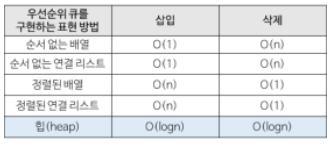 우선순위 큐를
구현하는 표현 방법 삽입 삭제
순서 없는 배열 O(1) O(n)
순서 없는 연결 리스트 O(1) O(n)
정렬된 배열 O(n) O(1)
정렬된 연결 리스트 O(n) O(1)
힙(heap) O(logn) O(logn)